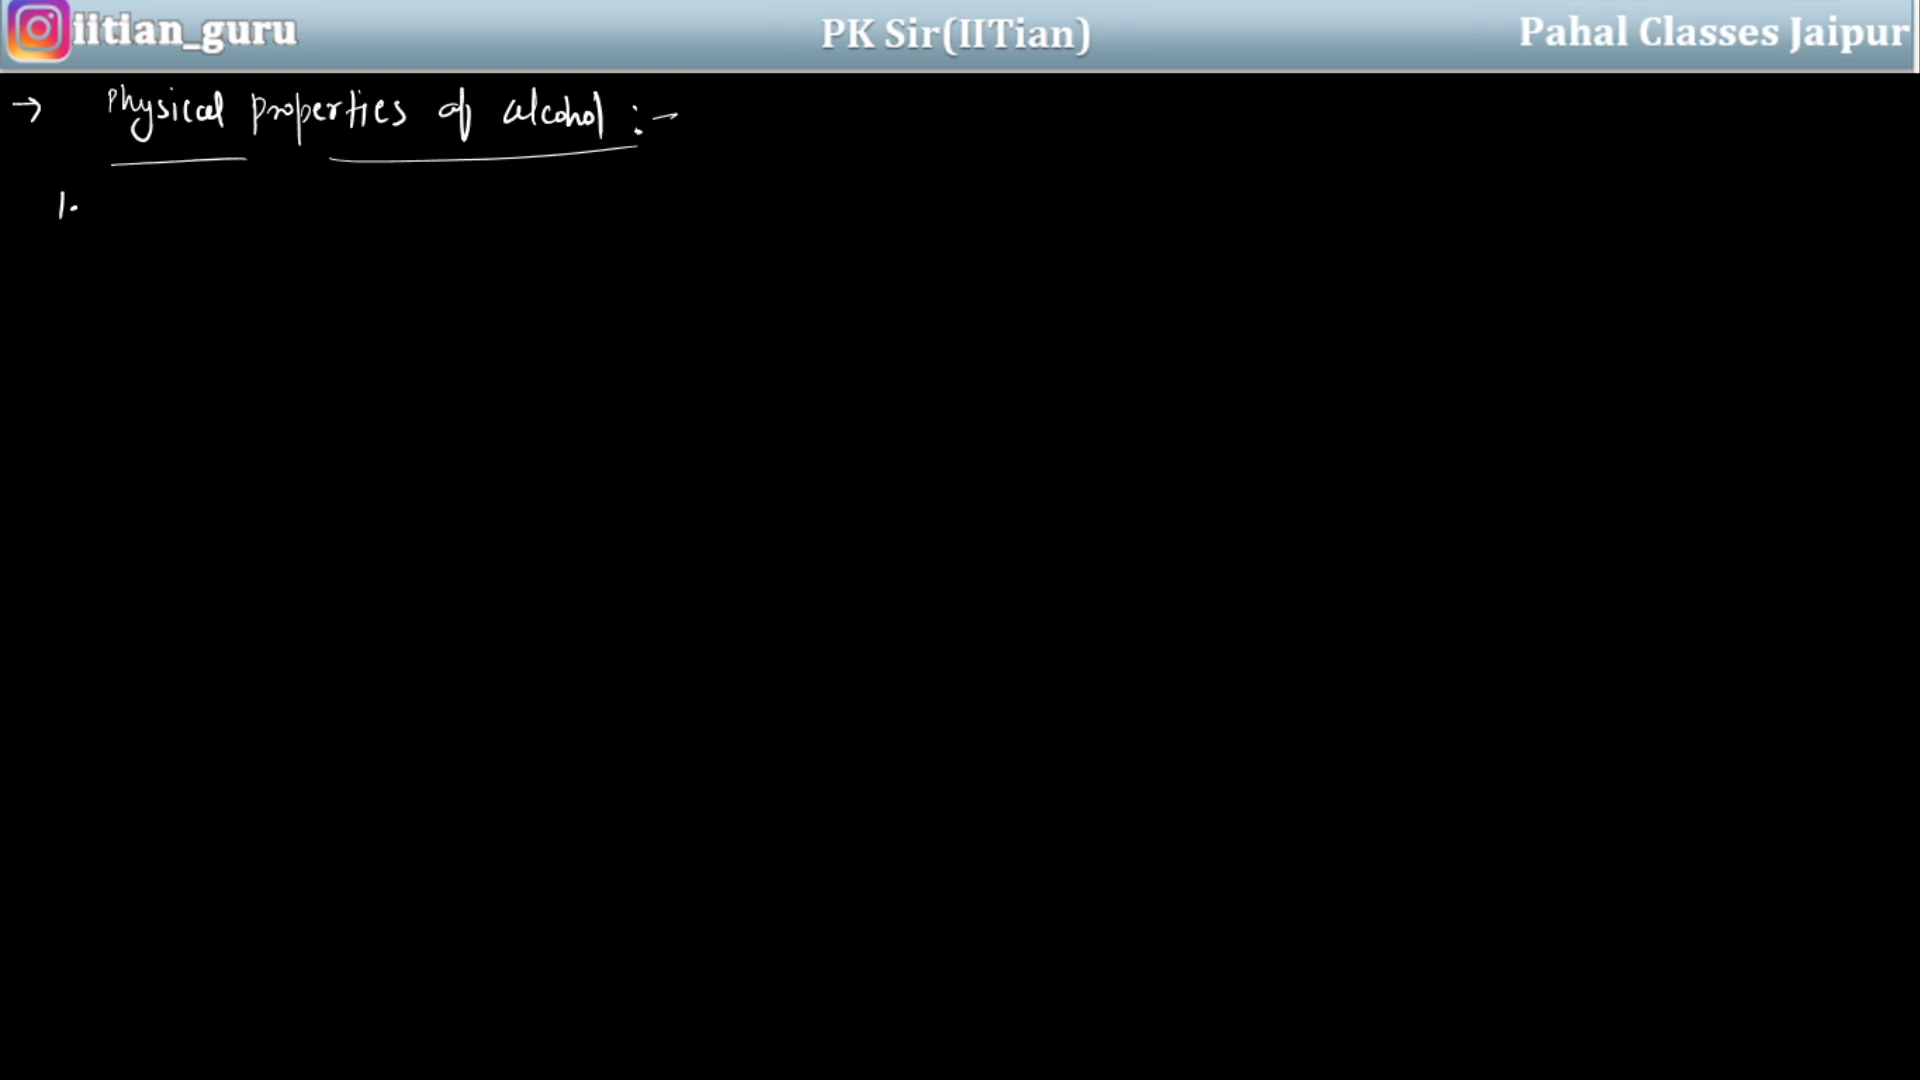 iitian_guru PK Sir(IITian) Pahal Classes Jaipur
→ Physical properties of alcohol :-
1.